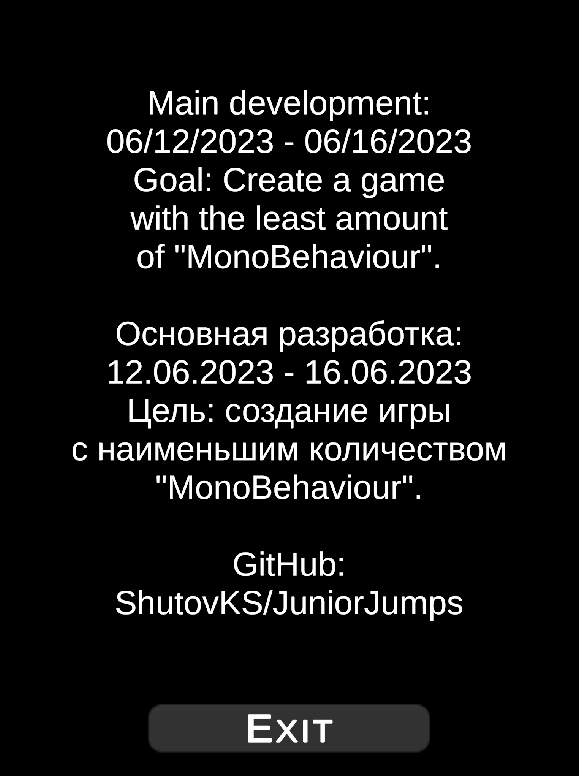 Main development:
06/12/2023 - 06/16/2023
Goal: Create a game
with the least amount
of "MonoBehaviour".
Основная разработка:
12.06.2023 - 16.06.2023
Цель: создание игры
с наименьшим количеством
"MonoBehaviour".
GitHub:
ShutovKS/JuniorJumps
Exit